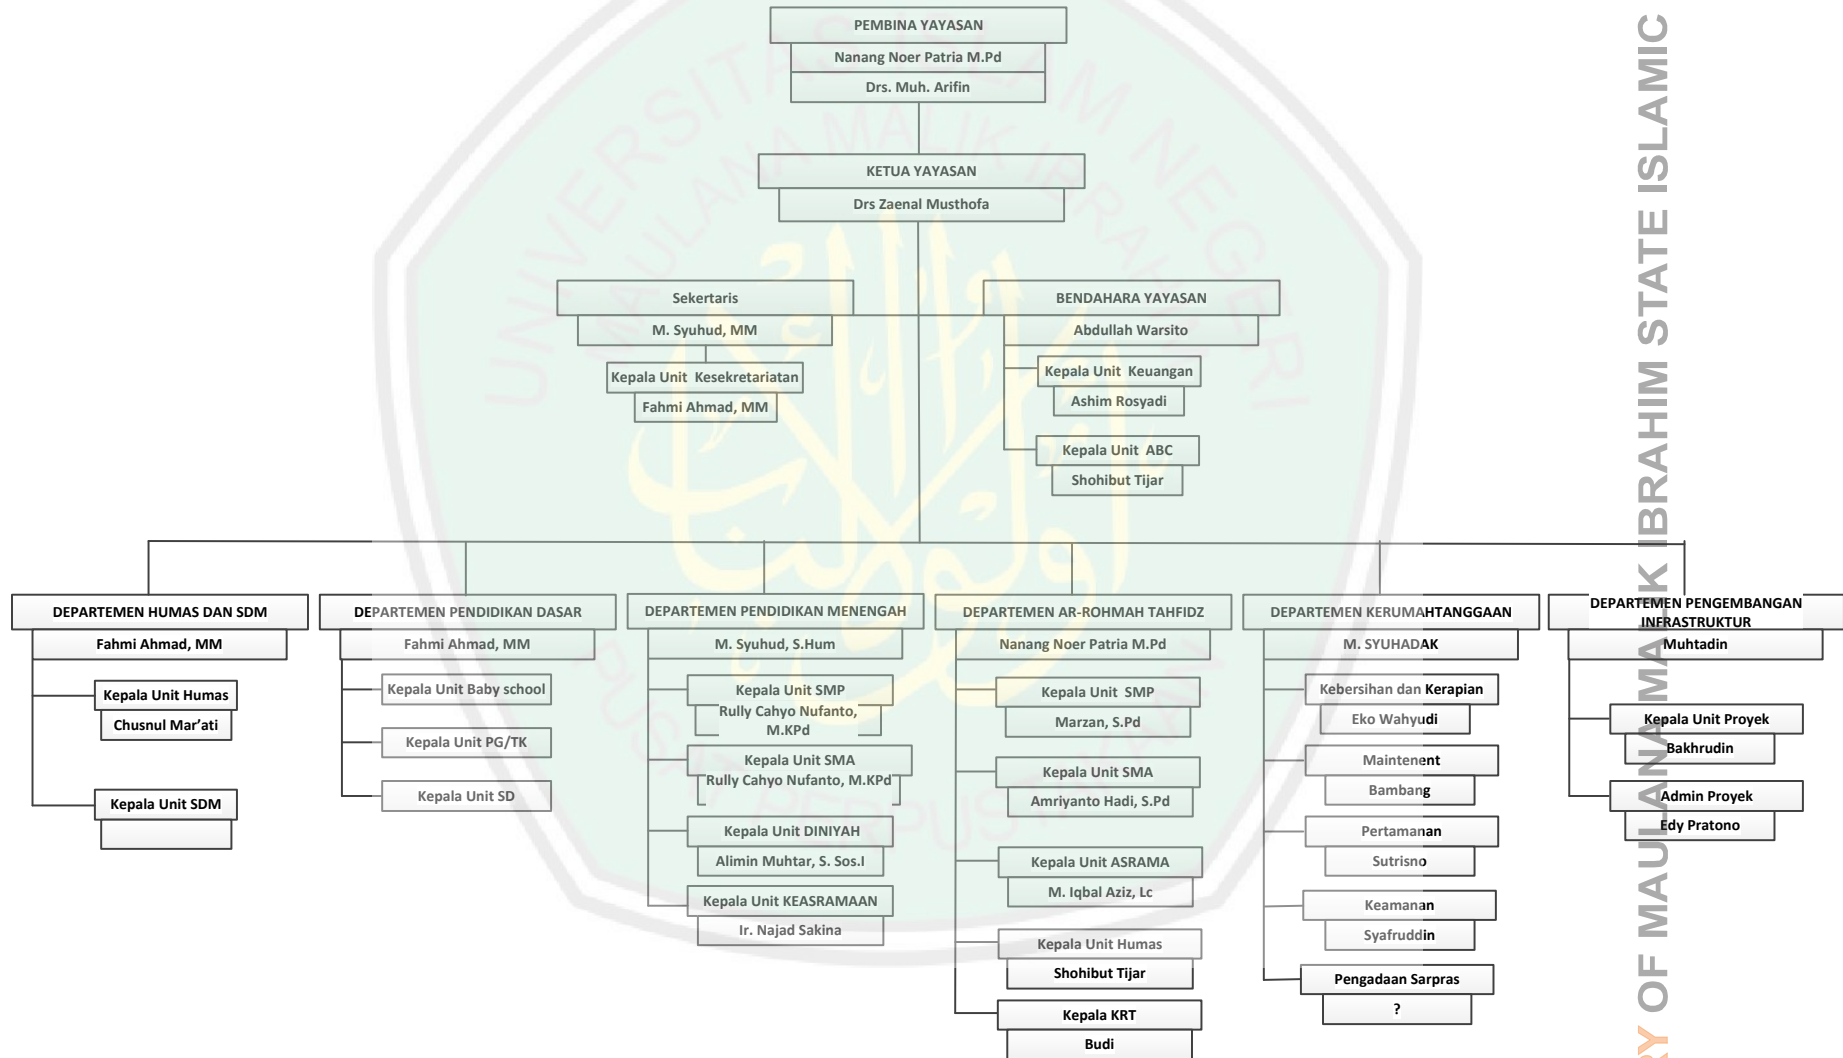 PEMBINA YAYASAN
Nanang Noer Patria M.Pd
Drs. Muh. Arifin
KETUA YAYASAN
Drs Zaenal Musthofa
Sekertaris
M. Syuhud, MM
Kepala Unit Kesekretariatan
Fahmi Ahmad, MM
BENDAHARA YAYASAN
Abdullah Warsito
Kepala Unit Keuangan
Ashim Rosyadi
Kepala Unit ABC
Shohibut Tijar
DEPARTEMEN HUMAS DAN SDM
Fahmi Ahmad, MM
Kepala Unit Humas
Chusnul Mar’ati
Kepala Unit SDM
DEPARTEMEN PENDIDIKAN DASAR
Fahmi Ahmad, MM
Kepala Unit Baby school
Kepala Unit PG/TK
Kepala Unit SD
DEPARTEMEN PENDIDIKAN MENENGAH
M. Syuhud, S.Hum
Kepala Unit SMP
Rully Cahyo Nufanto,
M.KPd
Kepala Unit SMA
Rully Cahyo Nufanto, M.KPd
Kepala Unit DINIYAH
Alimin Muhtar, S. Sos.I
Kepala Unit KEASRAMAAN
Ir. Najad Sakina
DEPARTEMEN AR-ROHMAH TAHFIDZ
Nanang Noer Patria M.Pd
Kepala Unit SMP
Marzan, S.Pd
Kepala Unit SMA
Amriyanto Hadi, S.Pd
Kepala Unit ASRAMA
M. Iqbal Aziz, Lc
Kepala Unit Humas
Shohibut Tijar
Kepala KRT
Budi
DEPARTEMEN KERUMAHTANGGAAN
M. SYUHADAK
Kebersihan dan Kerapian
Eko Wahyudi
Maintenent
Bambang
Pertamanan
Sutrisno
Keamanan
Syafruddin
Pengadaan Sarpras
?
DEPARTEMEN PENGEMBANGAN
INFRASTRUKTUR
Muhtadin
Kepala Unit Proyek
Bakhrudin
Admin Proyek
Edy Pratono
UNIVERSITAS ISLAM NEGERI
MAULANA MALIK IBRAHIM
PUSAT PERPUSTAKAAN
OF MAULANA MALIK IBRAHIM STATE ISLAMIC